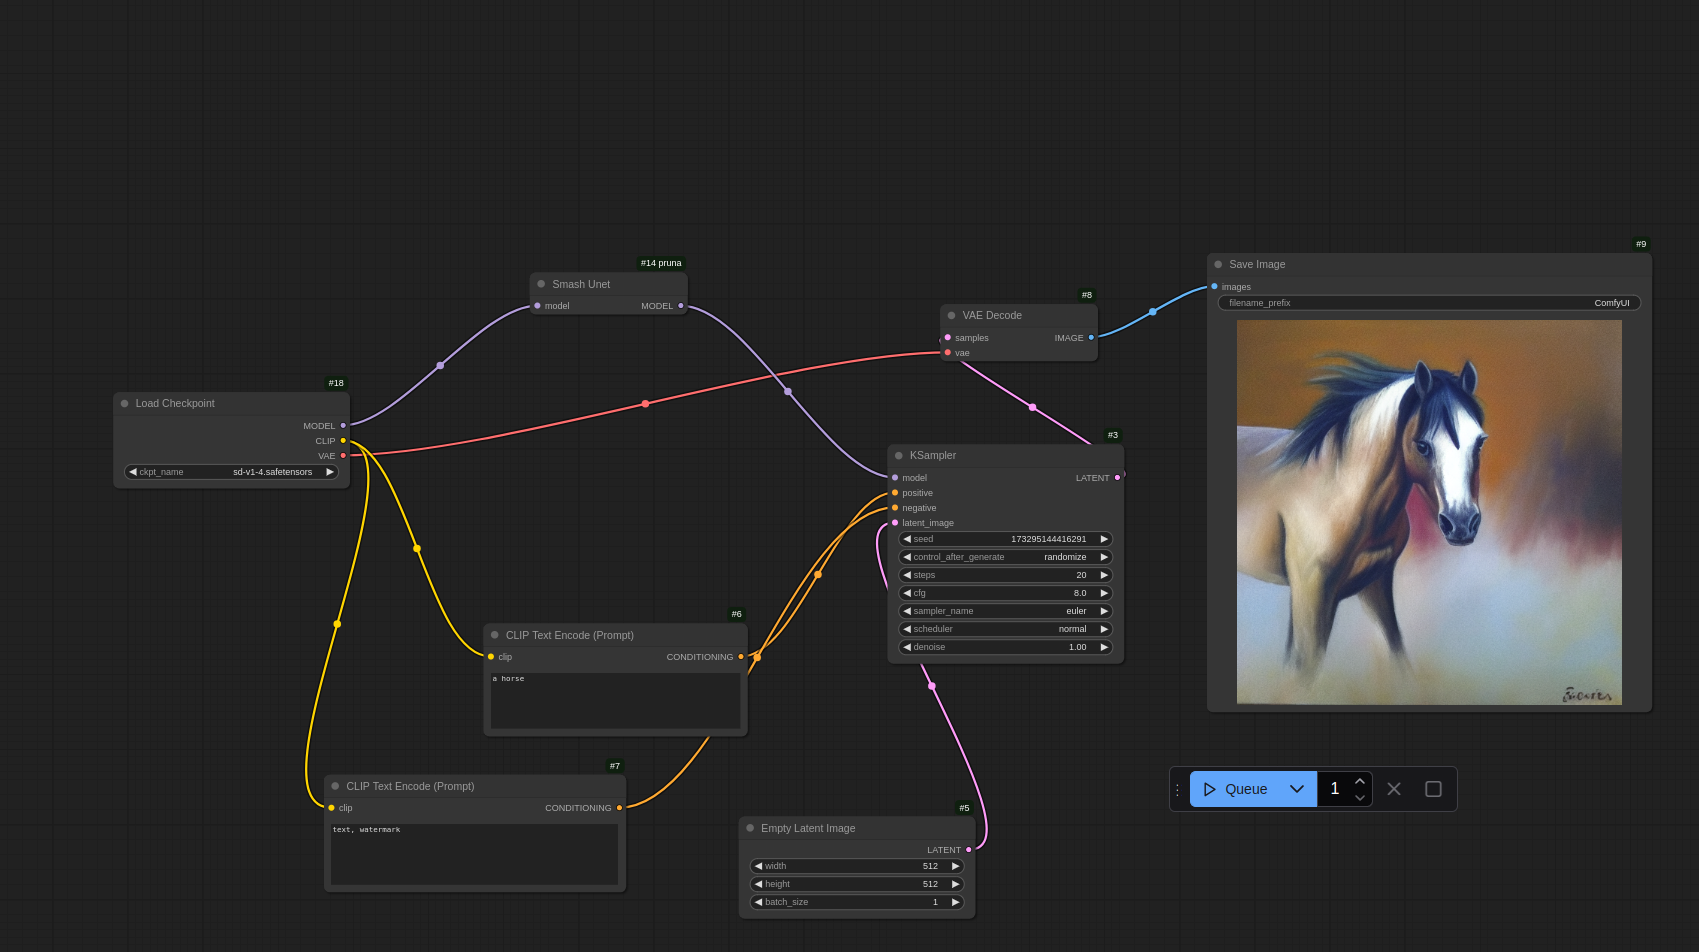 #18
Load Checkpoint
MODEL
CLIP
VAE
ckpt_name sd-v1-4.safetensors
#14 pruna
Smash Unet
model MODEL
#8
VAE Decode
samples IMAGE
vae
#9
Save Image
images
filename_prefix ComfyUI
#3
KSampler
model LATENT
positive
negative
latent_image
seed 173295144416291
control_after_generate randomize
steps 20
cfg 8.0
sampler_name euler
scheduler normal
denoise 1.00
#6
CLIP Text Encode (Prompt)
clip CONDITIONING
a horse
#7
CLIP Text Encode (Prompt)
clip CONDITIONING
text, watermark
#5
Empty Latent Image
LATENT
width 512
height 512
batch_size 1
Queue 1